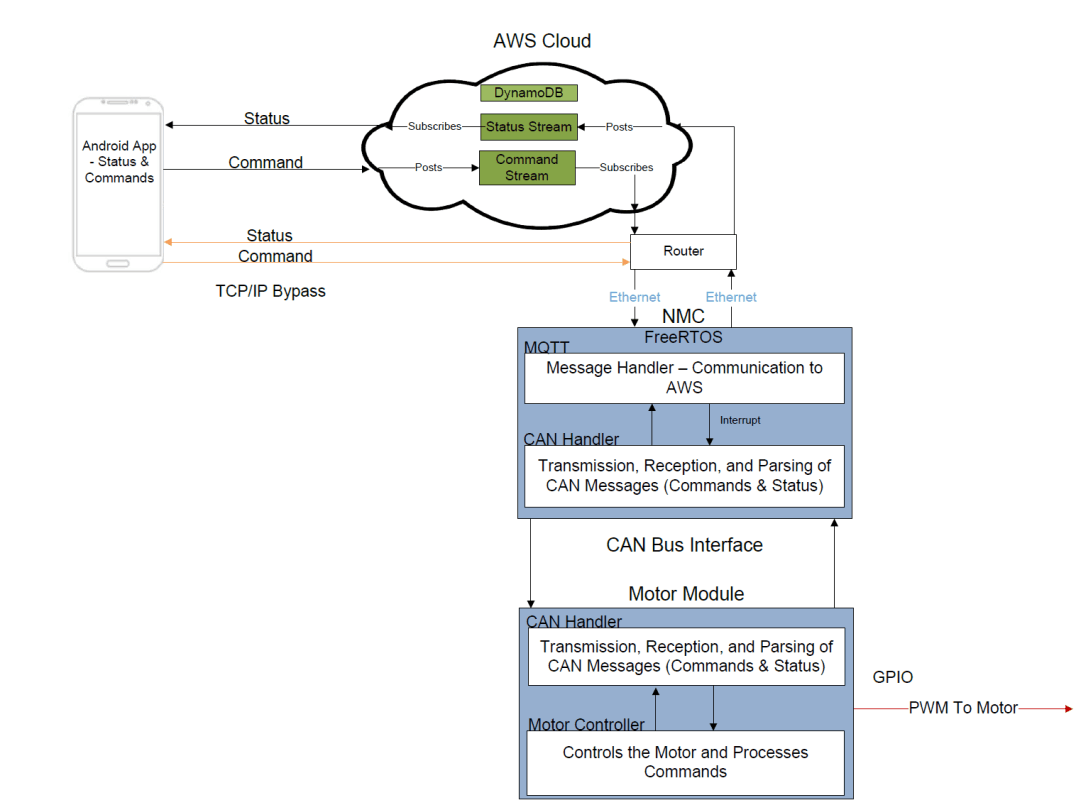 AWS Cloud
DynamoDB
Status
Subscribes
Status Stream
Posts
Android App
- Status &
Commands
Command
Posts
Command
Stream
Subscribes
Status
Command
Router
TCP/IP Bypass
Ethernet
Ethernet
NMC
FreeRTOS
MQTT
Message Handler – Communication to
AWS
Interrupt
CAN Handler
Transmission, Reception, and Parsing of
CAN Messages (Commands & Status)
CAN Bus Interface
Motor Module
CAN Handler
Transmission, Reception, and Parsing of
CAN Messages (Commands & Status)
GPIO
PWM To Motor
Motor Controller
Controls the Motor and Processes
Commands